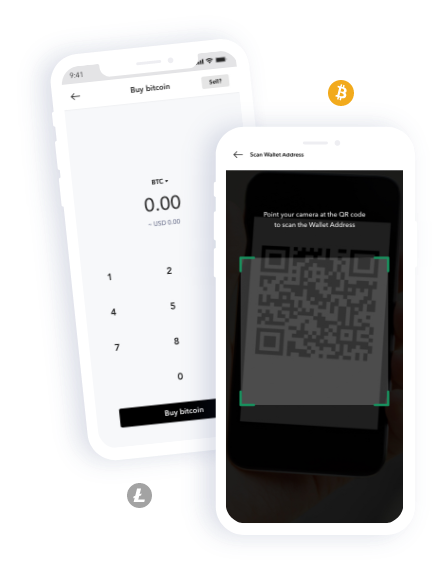 9:41
Buy bitcoin
Sell?
BTC
0.00
~ USD 0.00
1
2
4
5
7
8
0
Buy bitcoin
Scan Wallet Address
Point your camera at the QR code
to scan the Wallet Address